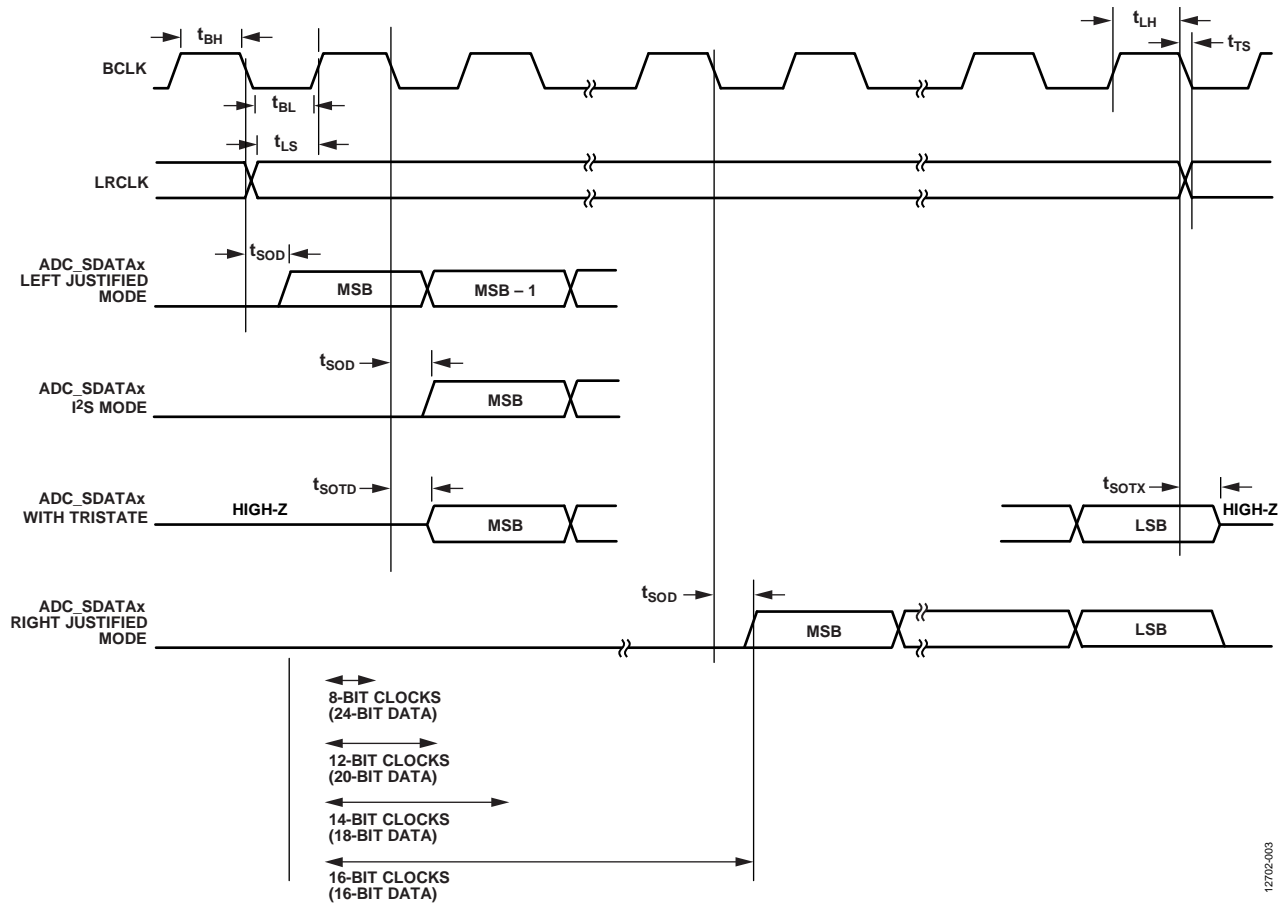 tBH
tLH
tTS
BCLK
tBL
tLS
LRCLK
tSOD
ADC_SDATAx
LEFT JUSTIFIED
MODE
MSB
MSB – 1
tSOD
ADC_SDATAx
I2S MODE
MSB
tSOTD
tSOTX
ADC_SDATAx
WITH TRISTATE
HIGH-Z
MSB
LSB
HIGH-Z
tSOD
ADC_SDATAx
RIGHT JUSTIFIED
MODE
MSB
LSB
8-BIT CLOCKS
(24-BIT DATA)
12-BIT CLOCKS
(20-BIT DATA)
14-BIT CLOCKS
(18-BIT DATA)
16-BIT CLOCKS
(16-BIT DATA)
12702-003